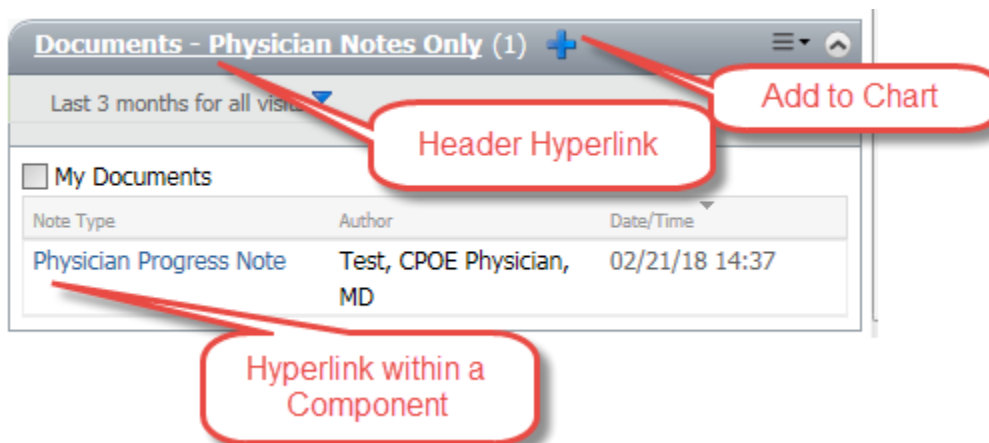 Documents - Physician Notes Only (1)
Add to Chart
Last 3 months for all
Header Hyperlink
My Documents
Note Type Author Date/Time
Physician Progress Note Test, CPOE Physician, 02/21/18 14:37
MD
Hyperlink within a
Component